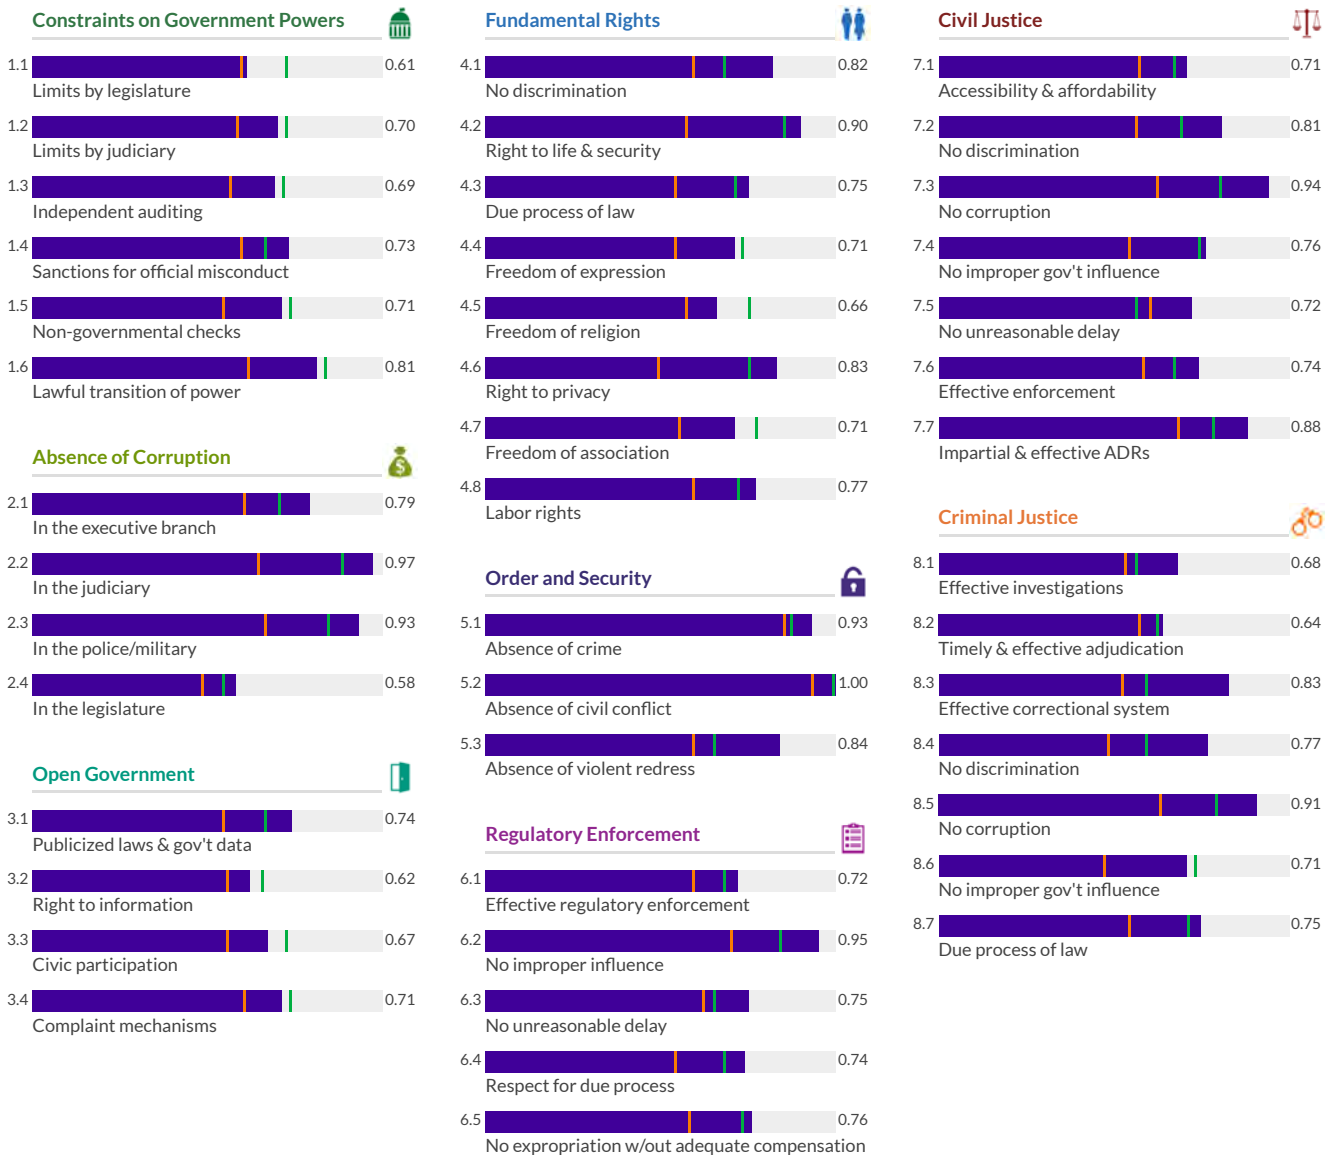 Constraints on Government Powers
1.1 0.61
Limits by legislature
1.2 0.70
Limits by judiciary
1.3 0.69
Independent auditing
1.4 0.73
Sanctions for official misconduct
1.5 0.71
Non-governmental checks
1.6 0.81
Lawful transition of power
Absence of Corruption
2.1 0.79
In the executive branch
2.2 0.97
In the judiciary
2.3 0.93
In the police/military
2.4 0.58
In the legislature
Open Government
3.1 0.74
Publicized laws & gov't data
3.2 0.62
Right to information
3.3 0.67
Civic participation
3.4 0.71
Complaint mechanisms
Fundamental Rights
4.1 0.82
No discrimination
4.2 0.90
Right to life & security
4.3 0.75
Due process of law
4.4 0.71
Freedom of expression
4.5 0.66
Freedom of religion
4.6 0.83
Right to privacy
4.7 0.71
Freedom of association
4.8 0.77
Labor rights
Order and Security
5.1 0.93
Absence of crime
5.2 1.00
Absence of civil conflict
5.3 0.84
Absence of violent redress
Regulatory Enforcement
6.1 0.72
Effective regulatory enforcement
6.2 0.95
No improper influence
6.3 0.75
No unreasonable delay
6.4 0.74
Respect for due process
6.5 0.76
No expropriation w/out adequate compensation
Civil Justice
7.1 0.71
Accessibility & affordability
7.2 0.81
No discrimination
7.3 0.94
No corruption
7.4 0.76
No improper gov't influence
7.5 0.72
No unreasonable delay
7.6 0.74
Effective enforcement
7.7 0.88
Impartial & effective ADRs
Criminal Justice
8.1 0.68
Effective investigations
8.2 0.64
Timely & effective adjudication
8.3 0.83
Effective correctional system
8.4 0.77
No discrimination
8.5 0.91
No corruption
8.6 0.71
No improper gov't influence
8.7 0.75
Due process of law